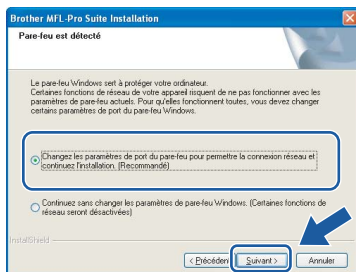 Brother MFL-Pro Suite Installation
Pare-feu est détecté
Le pare-feu Windows sert à protéger votre ordinateur.
Certaines fonctions de réseau de votre appareil risquent de ne pas fonctionner avec les
paramètres de pare-feu actuels. Pour qu'elles fonctionnent toutes, vous devez changer
certains paramètres de port du pare-feu Windows.
Changez les paramètres de port du pare-feu pour permettre la connexion réseau et
continuez l'installation. (Recommandé)
Continuez sans changer les paramètres de pare-feu Windows. (Certaines fonctions de
réseau seront désactivées)
InstallShield
< Précédent
Suivant >
Annuler